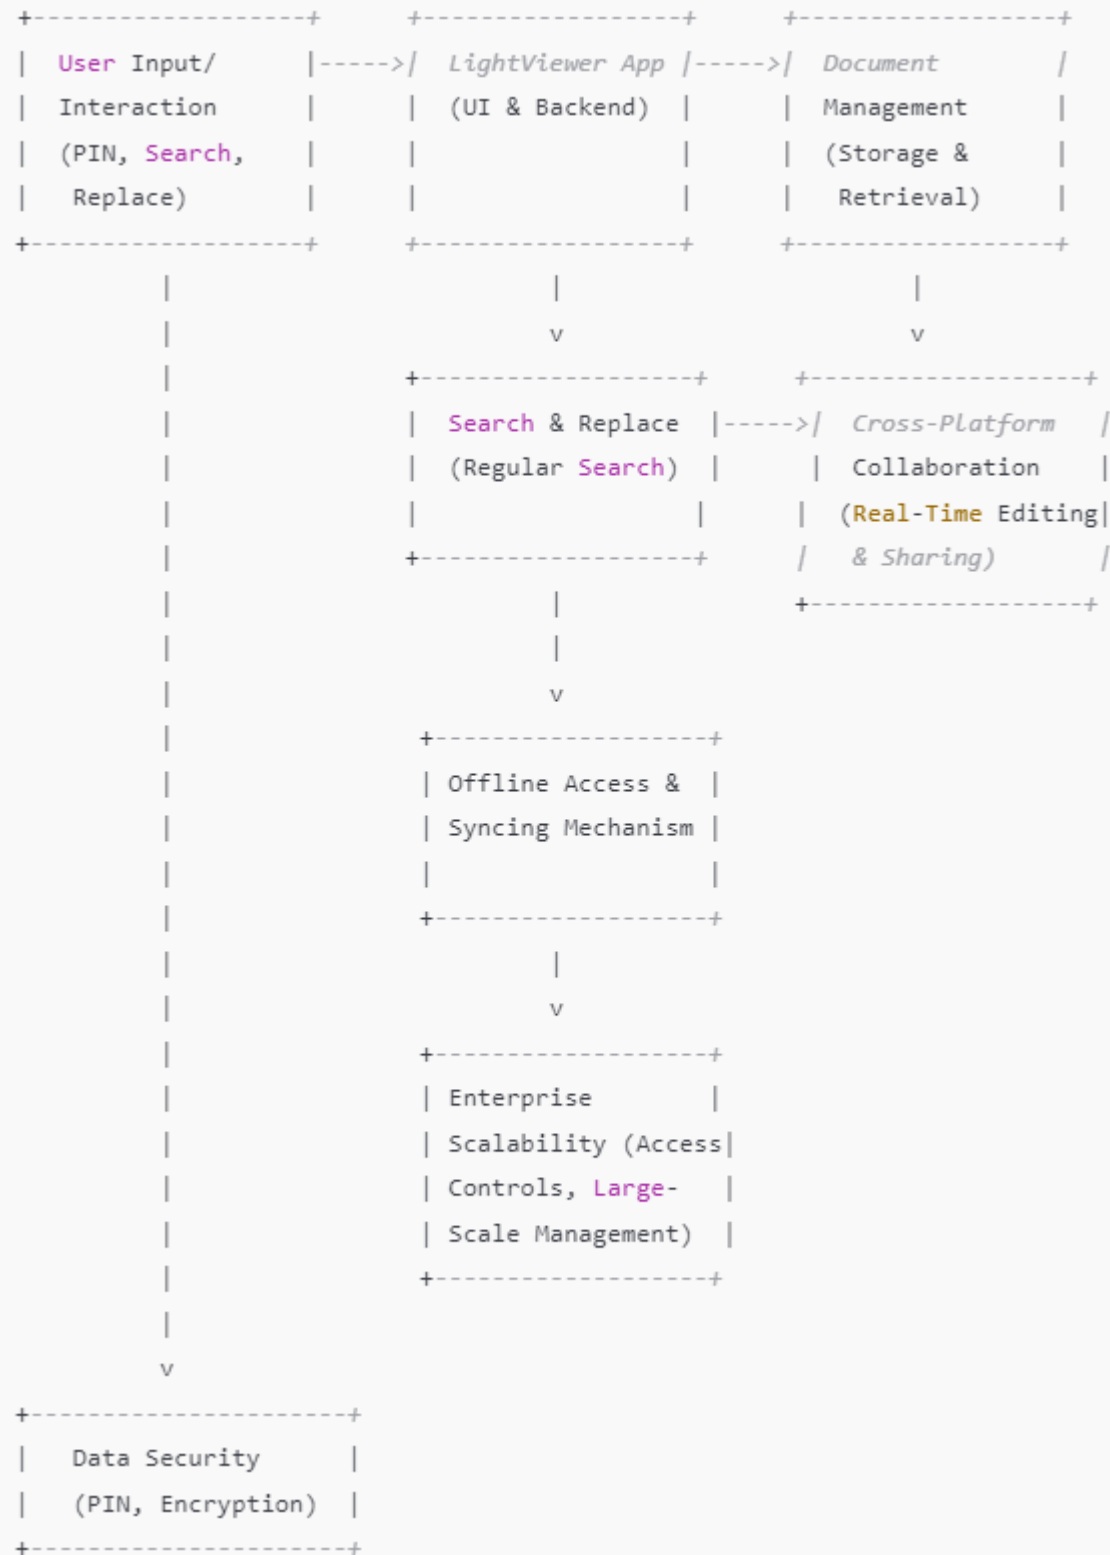 User Input/
Interaction
(PIN, Search,
Replace)
LightViewer App
(UI & Backend)
Document
Management
(Storage &
Retrieval)
Search & Replace
(Regular Search)
Cross-Platform
Collaboration
(Real-Time Editing
& Sharing)
Offline Access &
Syncing Mechanism
Enterprise
Scalability (Access
Controls, Large-
Scale Management)
Data Security
(PIN, Encryption)